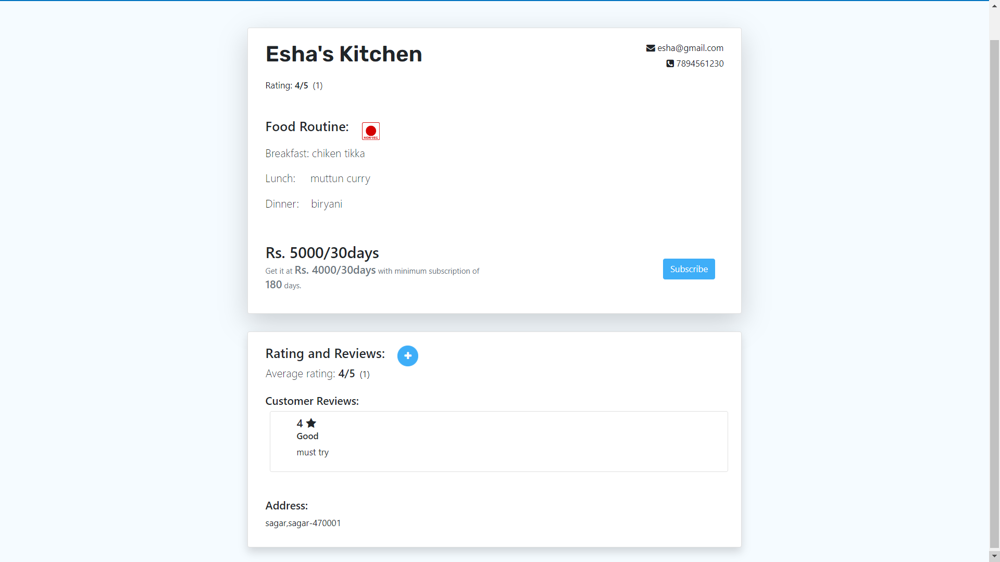 Esha's Kitchen
esha@gmail.com
7894561230
Rating: 4/5 (1)
Food Routine:
NON-VEG
Breakfast: chiken tikka
Lunch: muttun curry
Dinner: biryani
Rs. 5000/30days
Get it at Rs. 4000/30days with minimum subscription of
180 days.
Subscribe
Rating and Reviews:
Average rating: 4/5 (1)
Customer Reviews:
4
Good
must try
Address:
sagar,sagar-470001